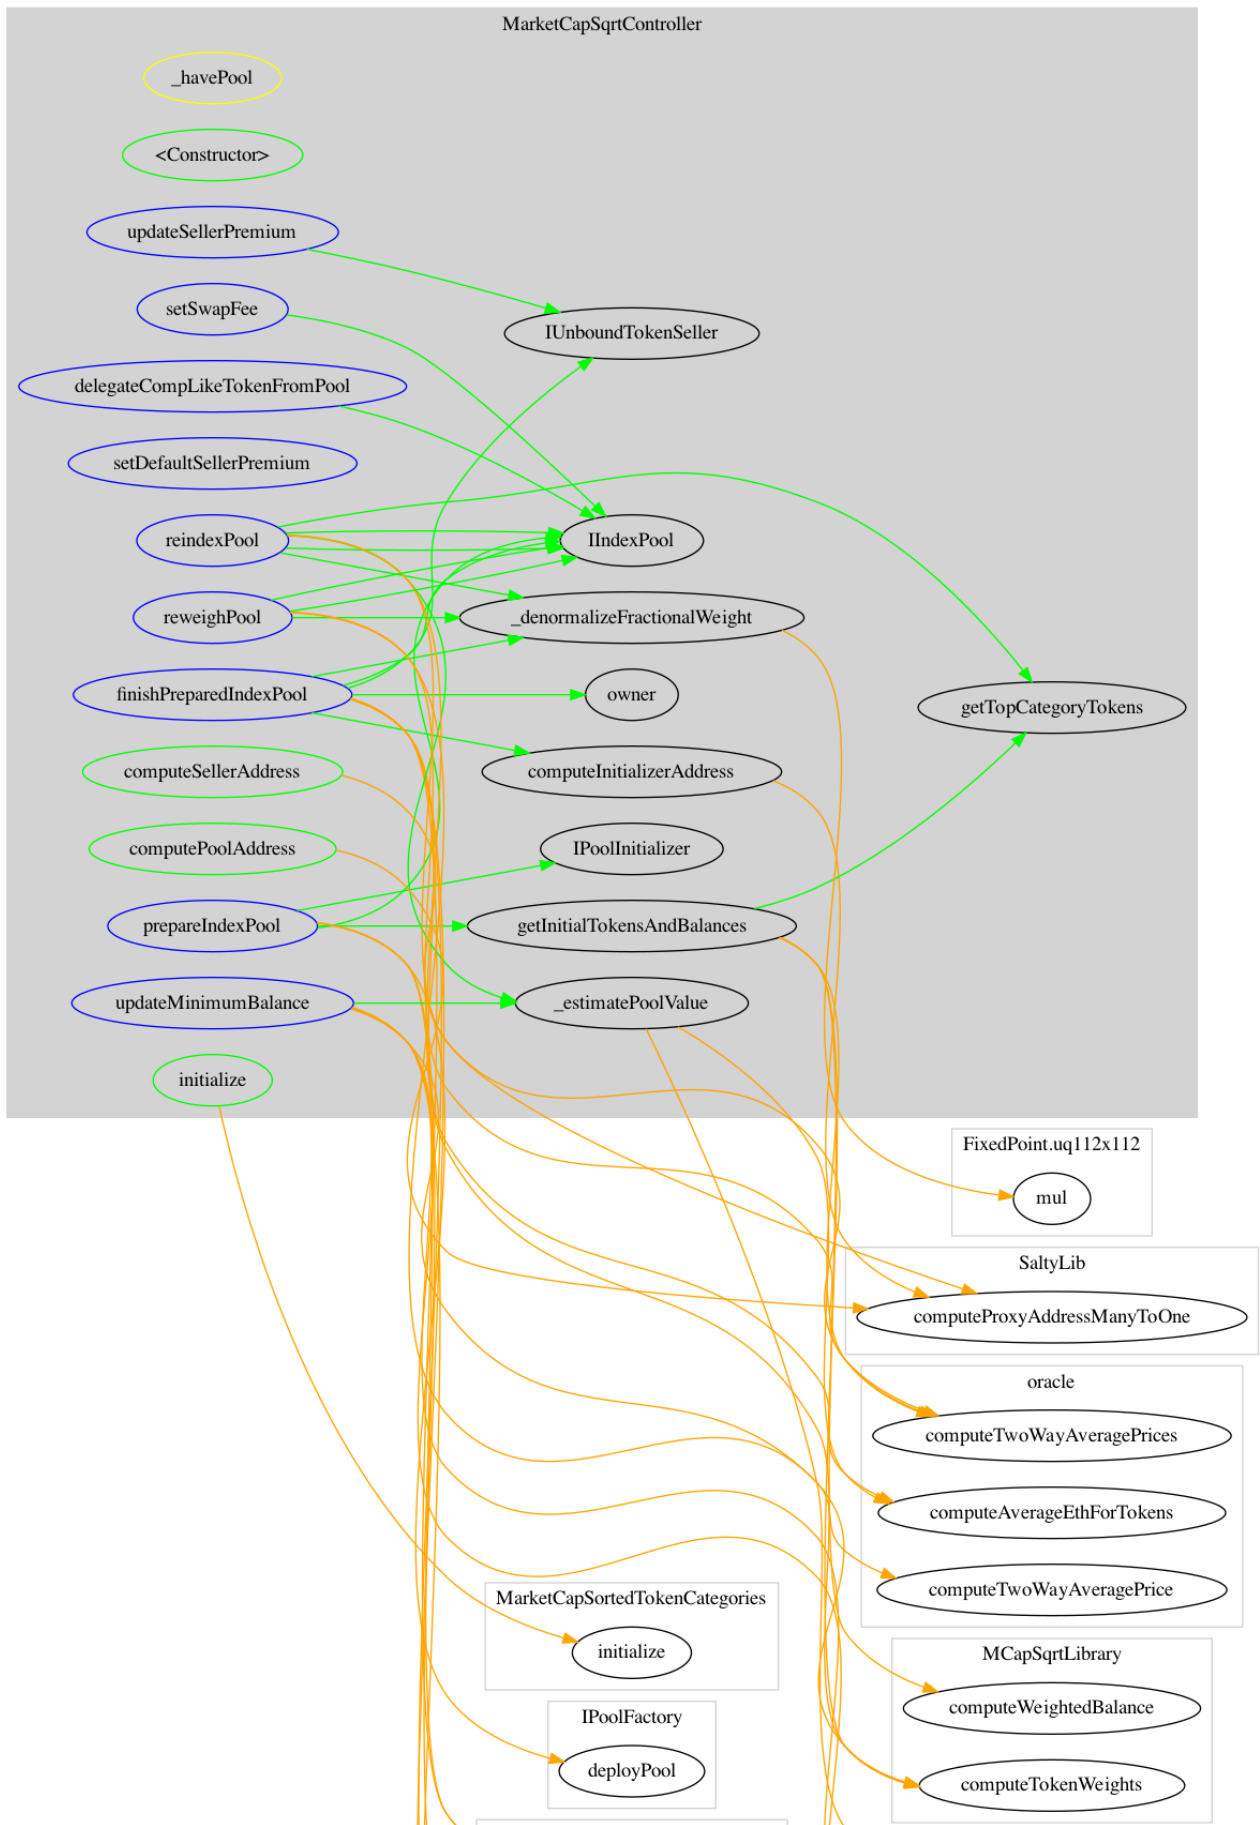 MarketCapSqrtController
_havePool
<Constructor>
updateSellerPremium
setSwapFee
delegateCompLikeTokenFromPool
setDefaultSellerPremium
reindexPool
reweighPool
finishPreparedIndexPool
computeSellerAddress
computePoolAddress
prepareIndexPool
updateMinimumBalance
initialize
IUnboundTokenSeller
IIndexPool
_denormalizeFractionalWeight
owner
computeInitializerAddress
IPoolInitializer
getInitialTokensAndBalances
_estimatePoolValue
getTopCategoryTokens
FixedPoint.uq112x112
mul
SaltyLib
computeProxyAddressManyToOne
oracle
computeTwoWayAveragePrices
computeAverageEthForTokens
computeTwoWayAveragePrice
MarketCapSortedTokenCategories
initialize
MCapSqrtLibrary
computeWeightedBalance
computeTokenWeights
IPoolFactory
deployPool